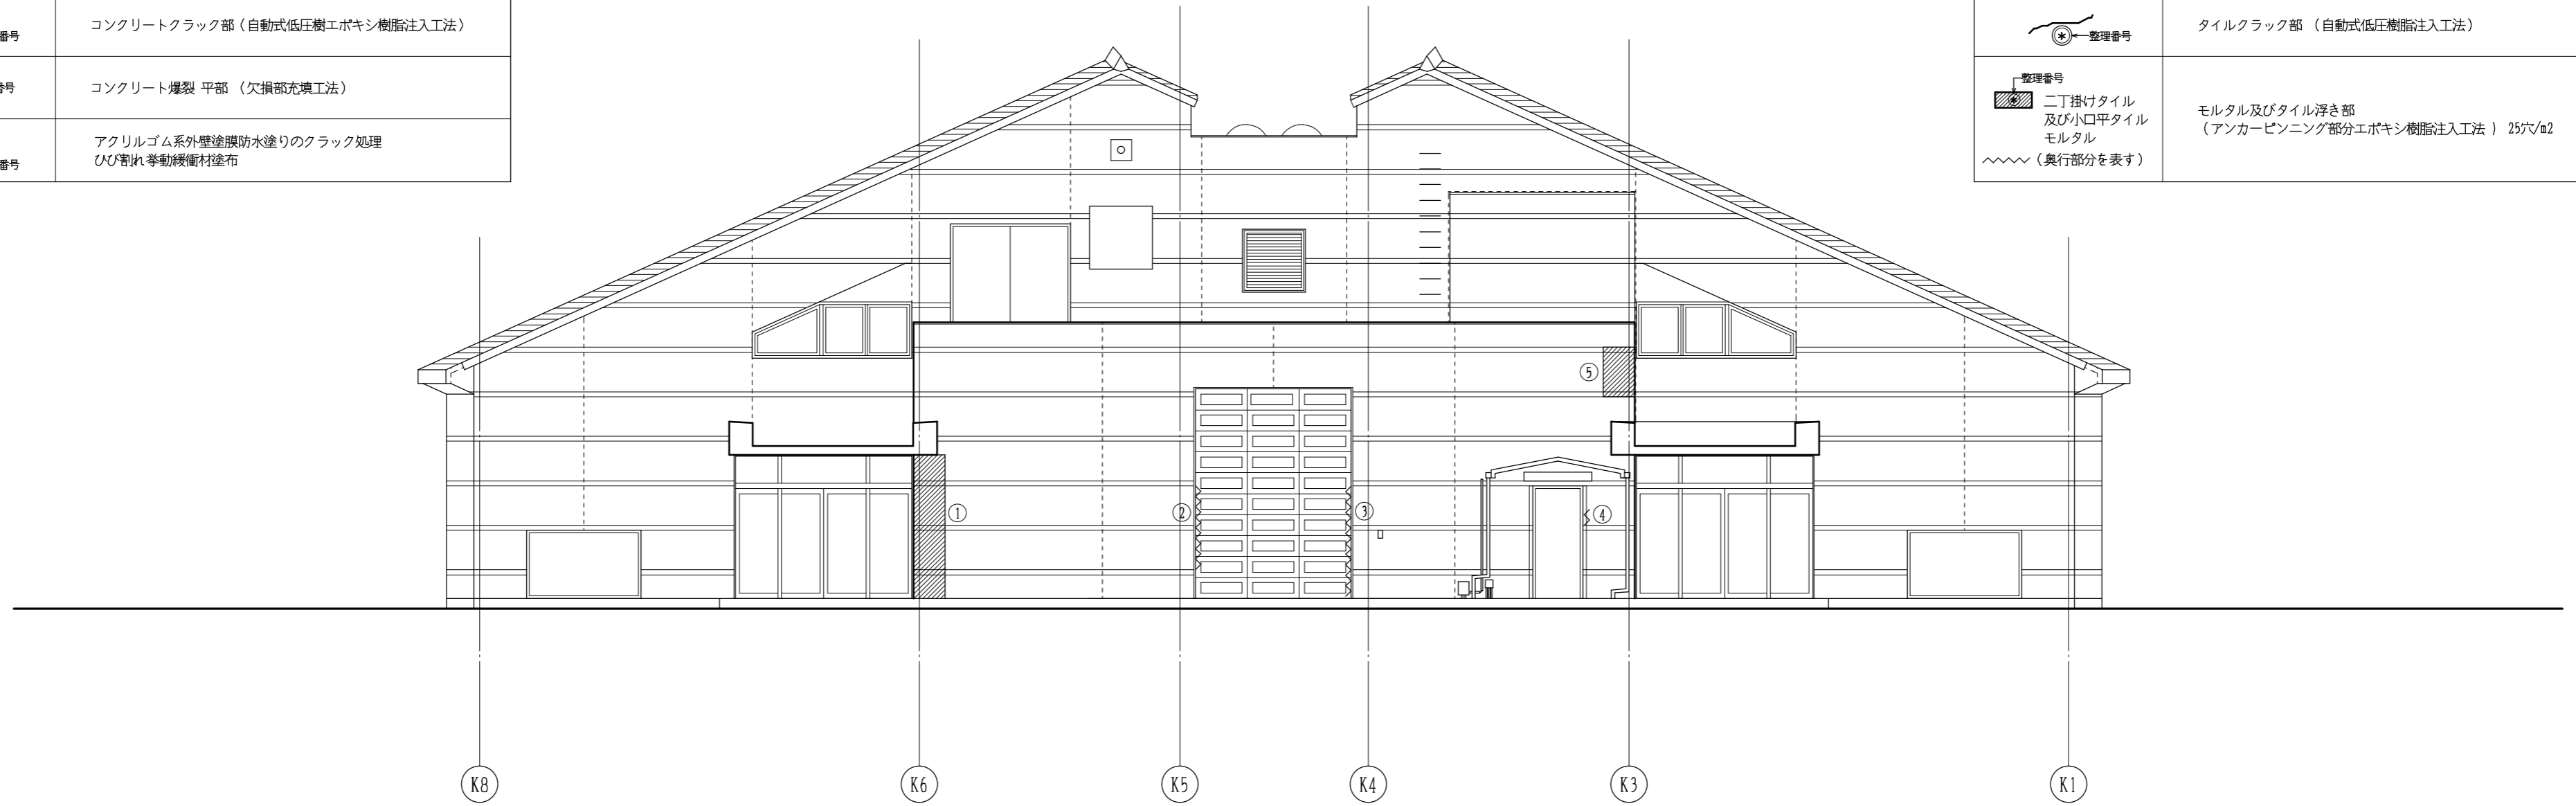 番号
コンクリートクラック部（自動式低圧樹エポキシ樹脂注入工法）
番号
コンクリート爆裂 平部 （欠損部充填工法）
番号
アクリルゴム系外壁塗膜防水塗りのクラック処理
ひび割れ挙動緩衝材塗布
整理番号
タイルクラック部 （自動式低圧樹脂注入工法）
整理番号
二丁掛けタイル
及び小口平タイル
モルタル
（奥行部分を表す）
モルタル及びタイル浮き部
（アンカーピンニング部分エポキシ樹脂注入工法 ） 25穴/m2
⑤
①
②
③
④
K8
K6
K5
K4
K3
K1